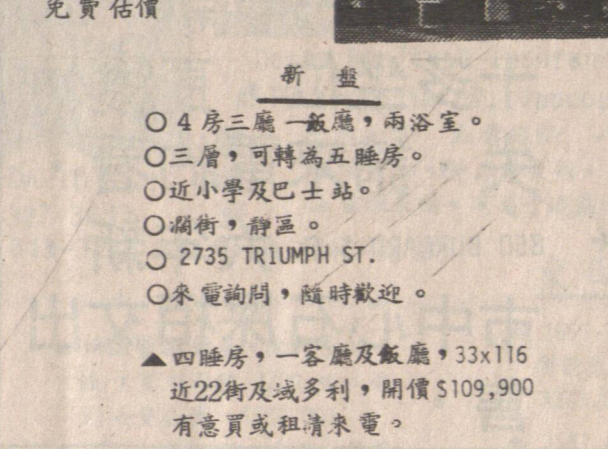 免費估價
新盤
○4房三廳一飯廳，兩浴室。
○三層，可轉為五睡房。
○近小學及巴士站。
○濶街，靜區。
○ 2735 TRIUMPH ST.
○來電詢問，隨時歡迎。
▲四睡房，一客廳及飯廳，33x116
近22街及域多利，開價$109,900
有意買或租請來電。